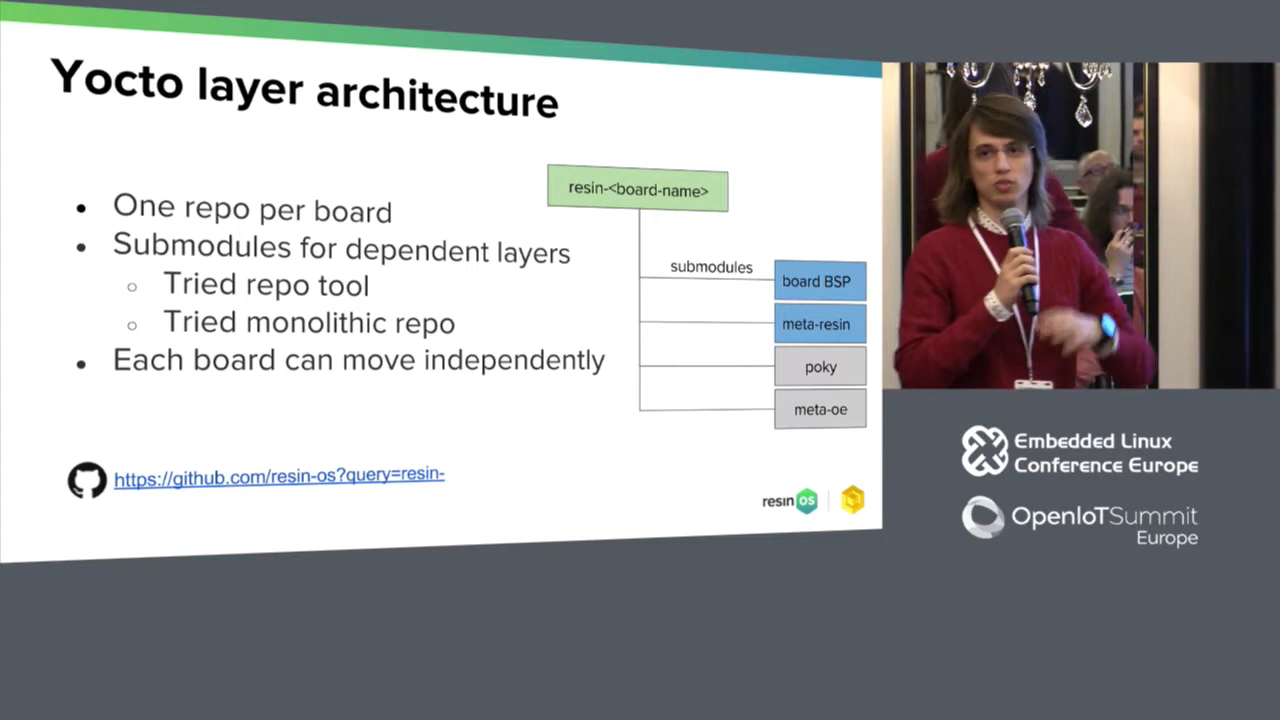 Yocto layer architecture
resin-<board-name>
One repo per board
Submodules for dependent layers
Tried repo tool
Tried monolithic repo
Each board can move independently
submodules
board BSP
meta-resin
poky
meta-oe
https://github.com/resin-os?query=resin-
resin OS
Embedded Linux
Conference Europe
OpenIoTSummit
Europe